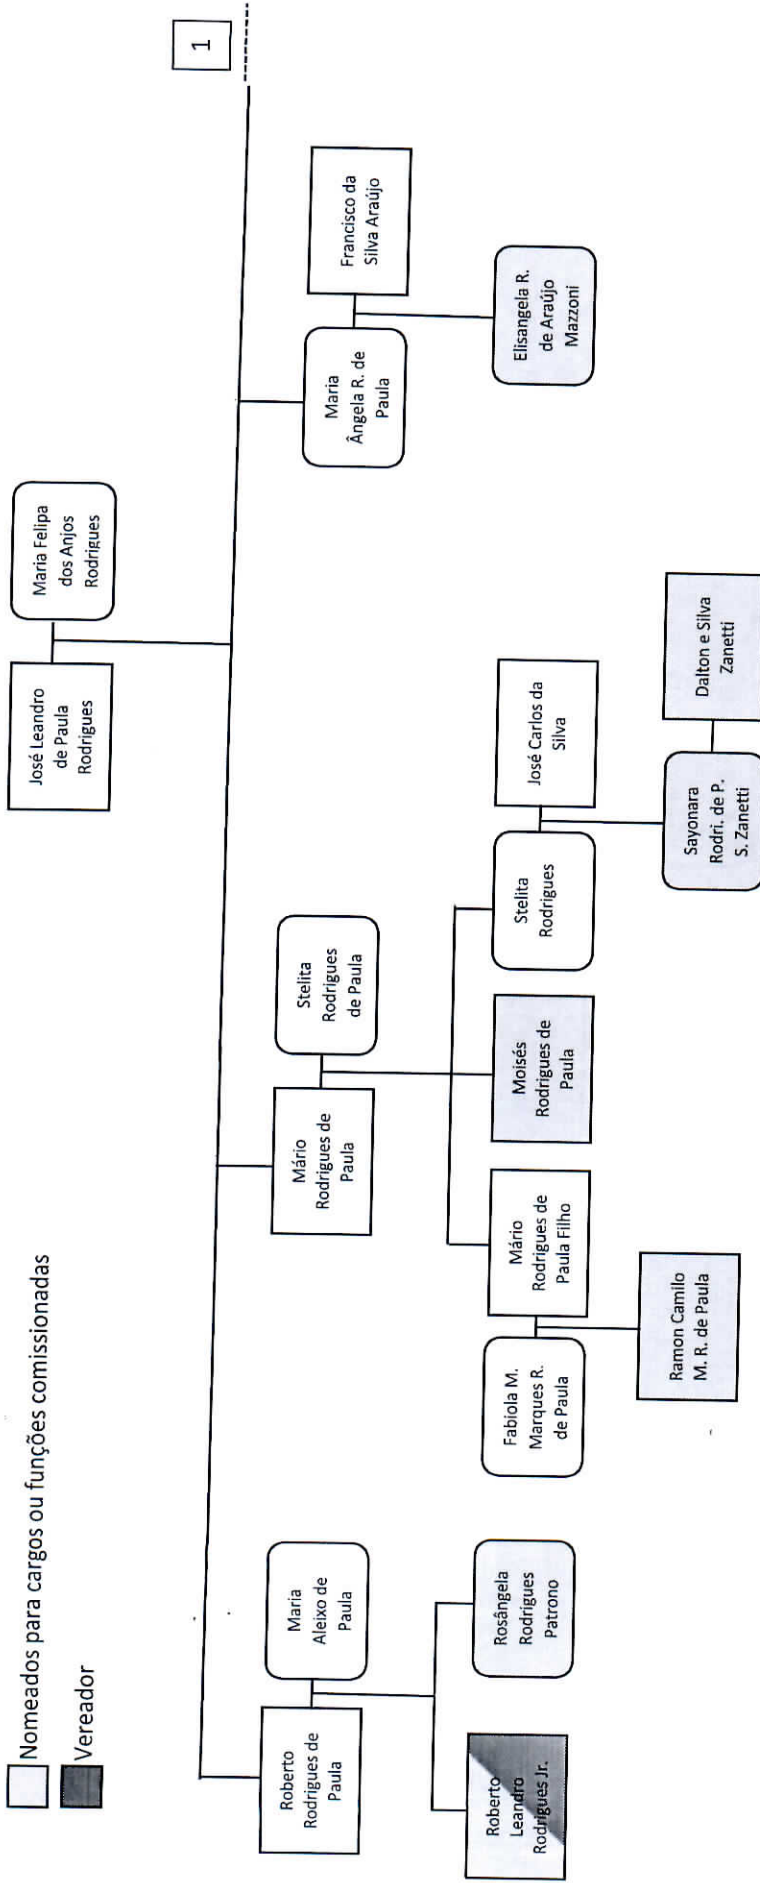 Nomeados para cargos ou funções comissionadas
Vereador
1
José Leandro
de Paula
Rodrigues
Maria Felipa
dos Anjos
Rodrigues
Roberto
Rodrigues de
Paula
Maria
Aleixo de
Paula
Mário
Rodrigues de
Paula
Stelita
Rodrigues
de Paula
Maria
Ângela R. de
Paula
Francisco da
Silva Araújo
Roberto
Leandro
Rodrigues Jr.
Rosângela
Rodrigues
Patrono
Fabiola M.
Marques R.
de Paula
Mário
Rodrigues de
Paula Filho
Moisés
Rodrigues de
Paula
Stelita
Rodrigues
José Carlos da
Silva
Elisangela R.
de Araújo
Mazzoni
Ramon Camilo
M. R. de Paula
Sayonara
Rodri. de P.
S. Zanetti
Dalton e Silva
Zanetti